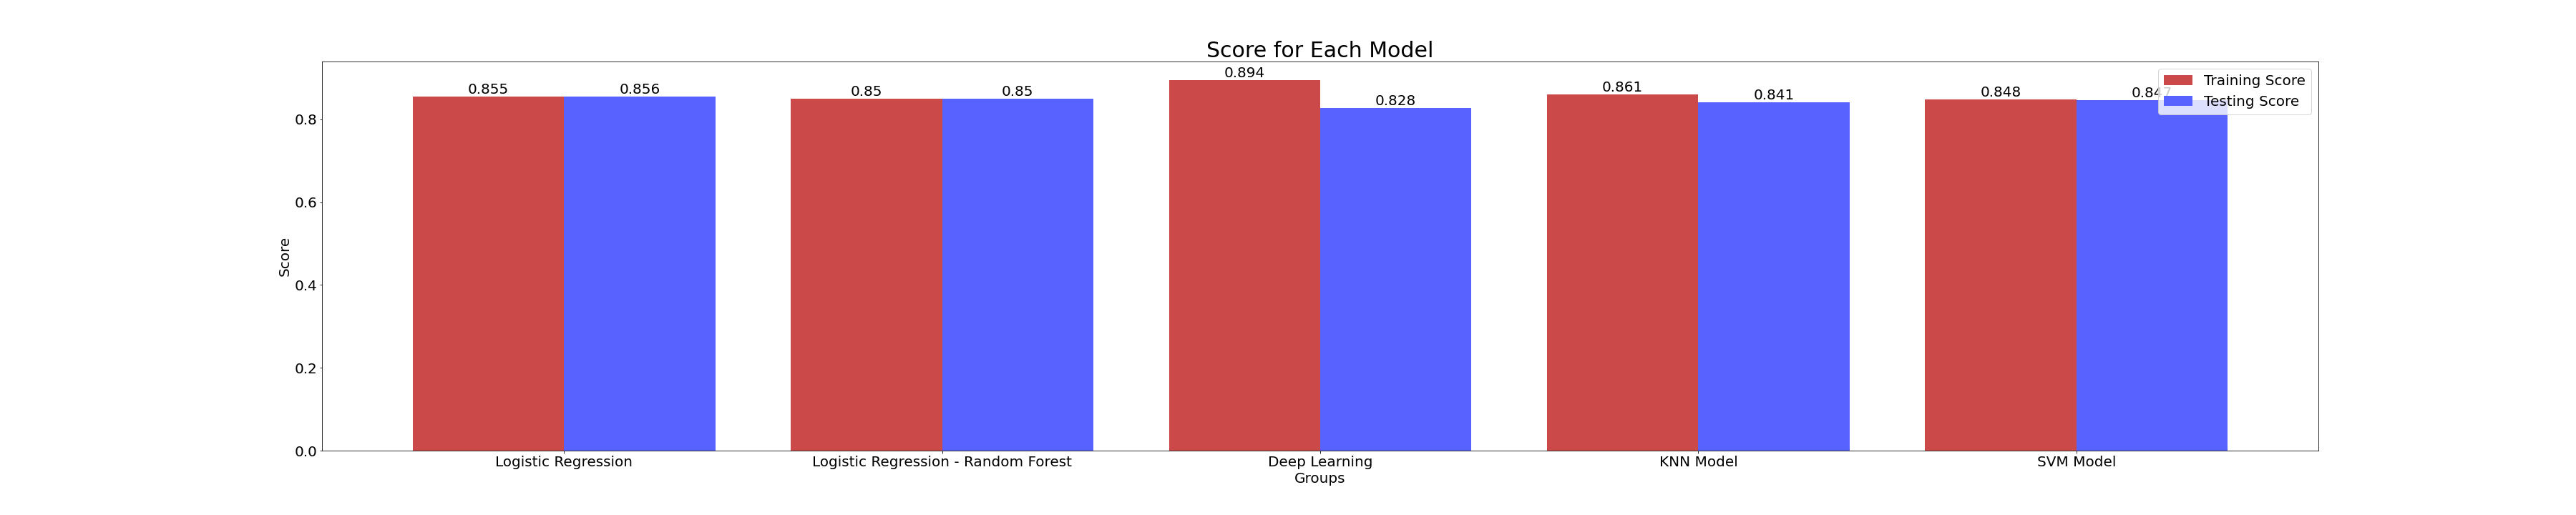 Score for Each Model
0.855 0.856 0.85 0.85 0.894 0.828 0.861 0.841 0.848 0.847
Training Score
Testing Score
Score
0.8
0.6
0.4
0.2
0.0
Logistic Regression Logistic Regression - Random Forest Deep Learning KNN Model SVM Model
Groups